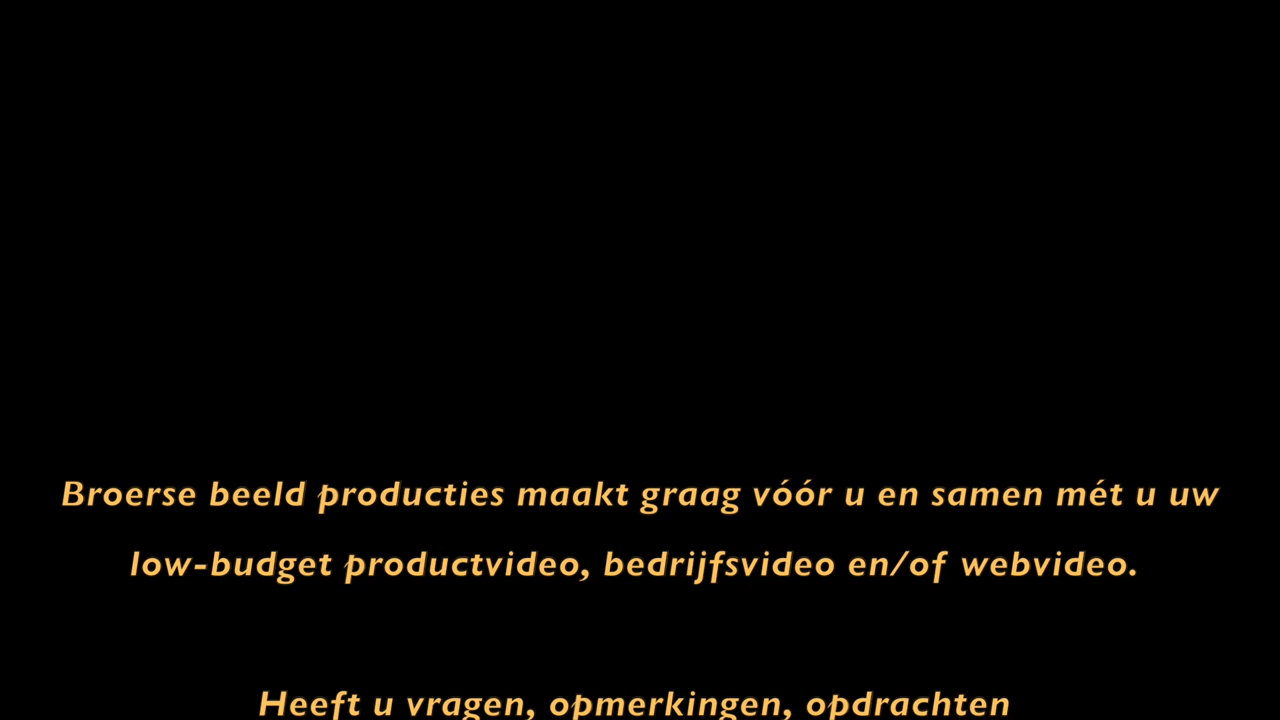 Broerse beeld producties maakt graag vóór u en samen mét u uw
low-budget productvideo, bedrijfsvideo en/of webvideo.
Heeft u vragen, opmerkingen, opdrachten